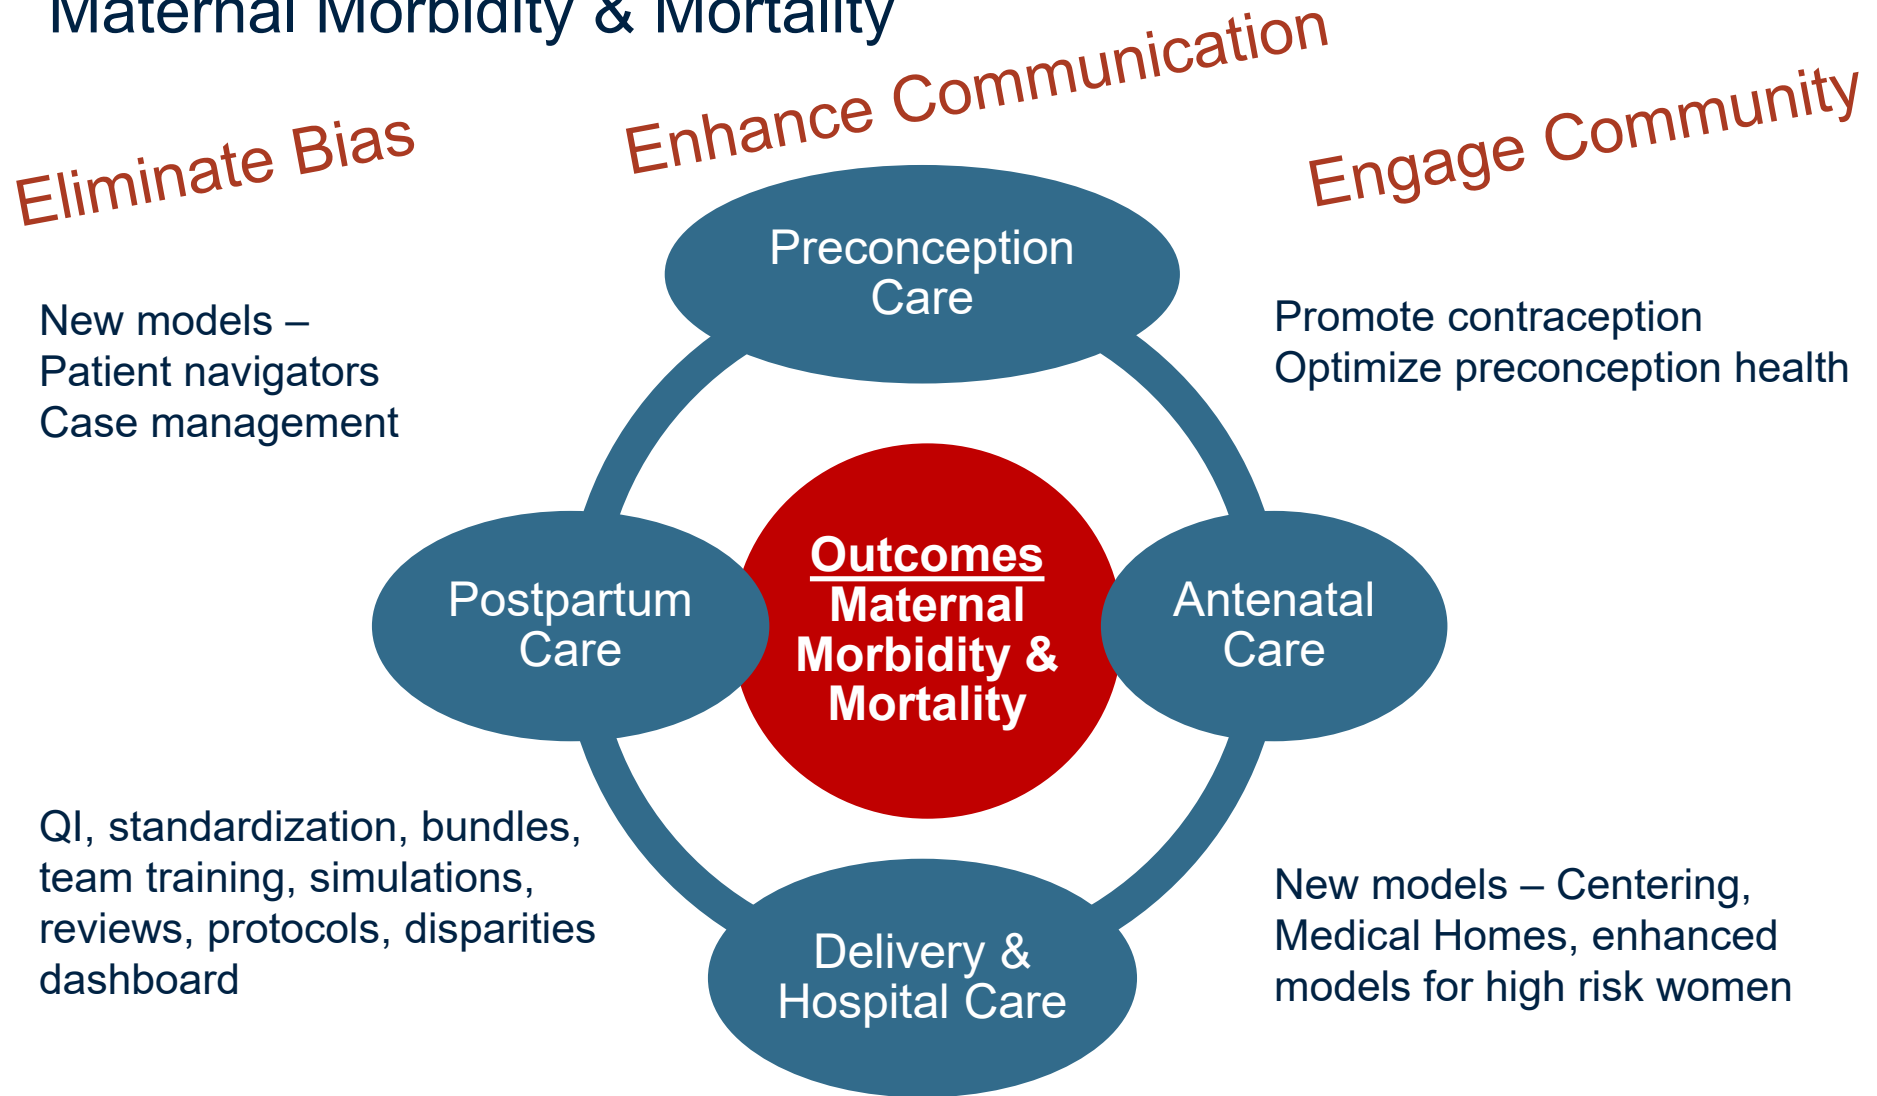 Maternal Morbidity & Mortality
Eliminate Bias
Enhance Communication
Engage Community
Preconception
Care
New models –
Patient navigators
Case management
Promote contraception
Optimize preconception health
Postpartum
Care
Outcomes
Maternal
Morbidity &
Mortality
Antenatal
Care
QI, standardization, bundles,
team training, simulations,
reviews, protocols, disparities
dashboard
Delivery &
Hospital Care
New models – Centering,
Medical Homes, enhanced
models for high risk women